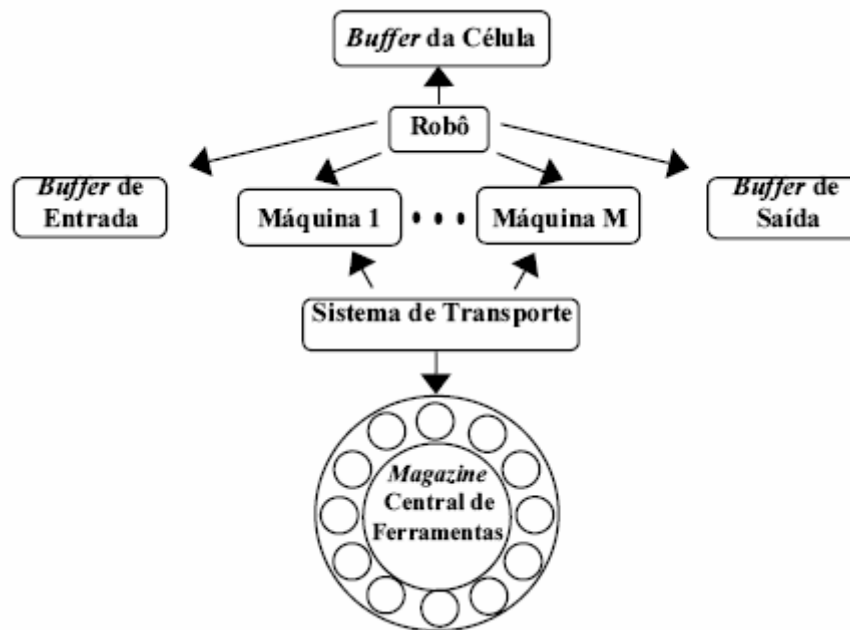 Buffer da Célula
Robô
Buffer de
Entrada
Máquina 1
Máquina M
Buffer de
Saída
Sistema de Transporte
Magazine
Central de
Ferramentas